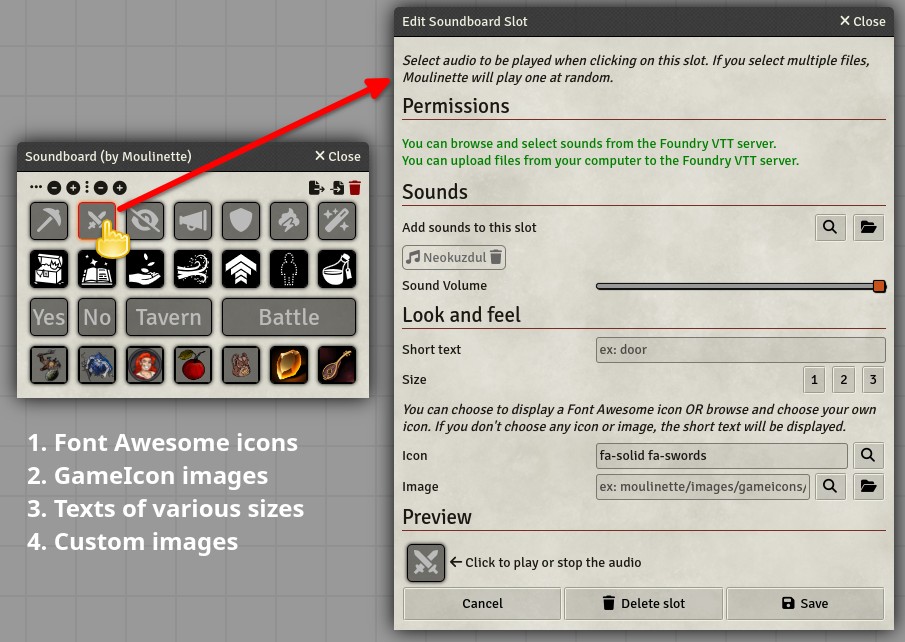 Edit Soundboard Slot
Close
Select audio to be played when clicking on this slot. If you select multiple files,
Moulinette will play one at random.
Permissions
You can browse and select sounds from the Foundry VTT server.
You can upload files from your computer to the Foundry VTT server.
Sounds
Add sounds to this slot
Neokuzdul
Sound Volume
Look and feel
Short text
ex: door
Size
1 2 3
You can choose to display a Font Awesome icon OR browse and choose your own
icon. If you don't choose any icon or image, the short text will be displayed.
Icon
fa-solid fa-swords
Image
ex: moulinette/images/gameicons/
Preview
Click to play or stop the audio
Cancel
Delete slot
Save
Soundboard (by Moulinette)
Close
Yes No Tavern Battle
1. Font Awesome icons
2. GameIcon images
3. Texts of various sizes
4. Custom images